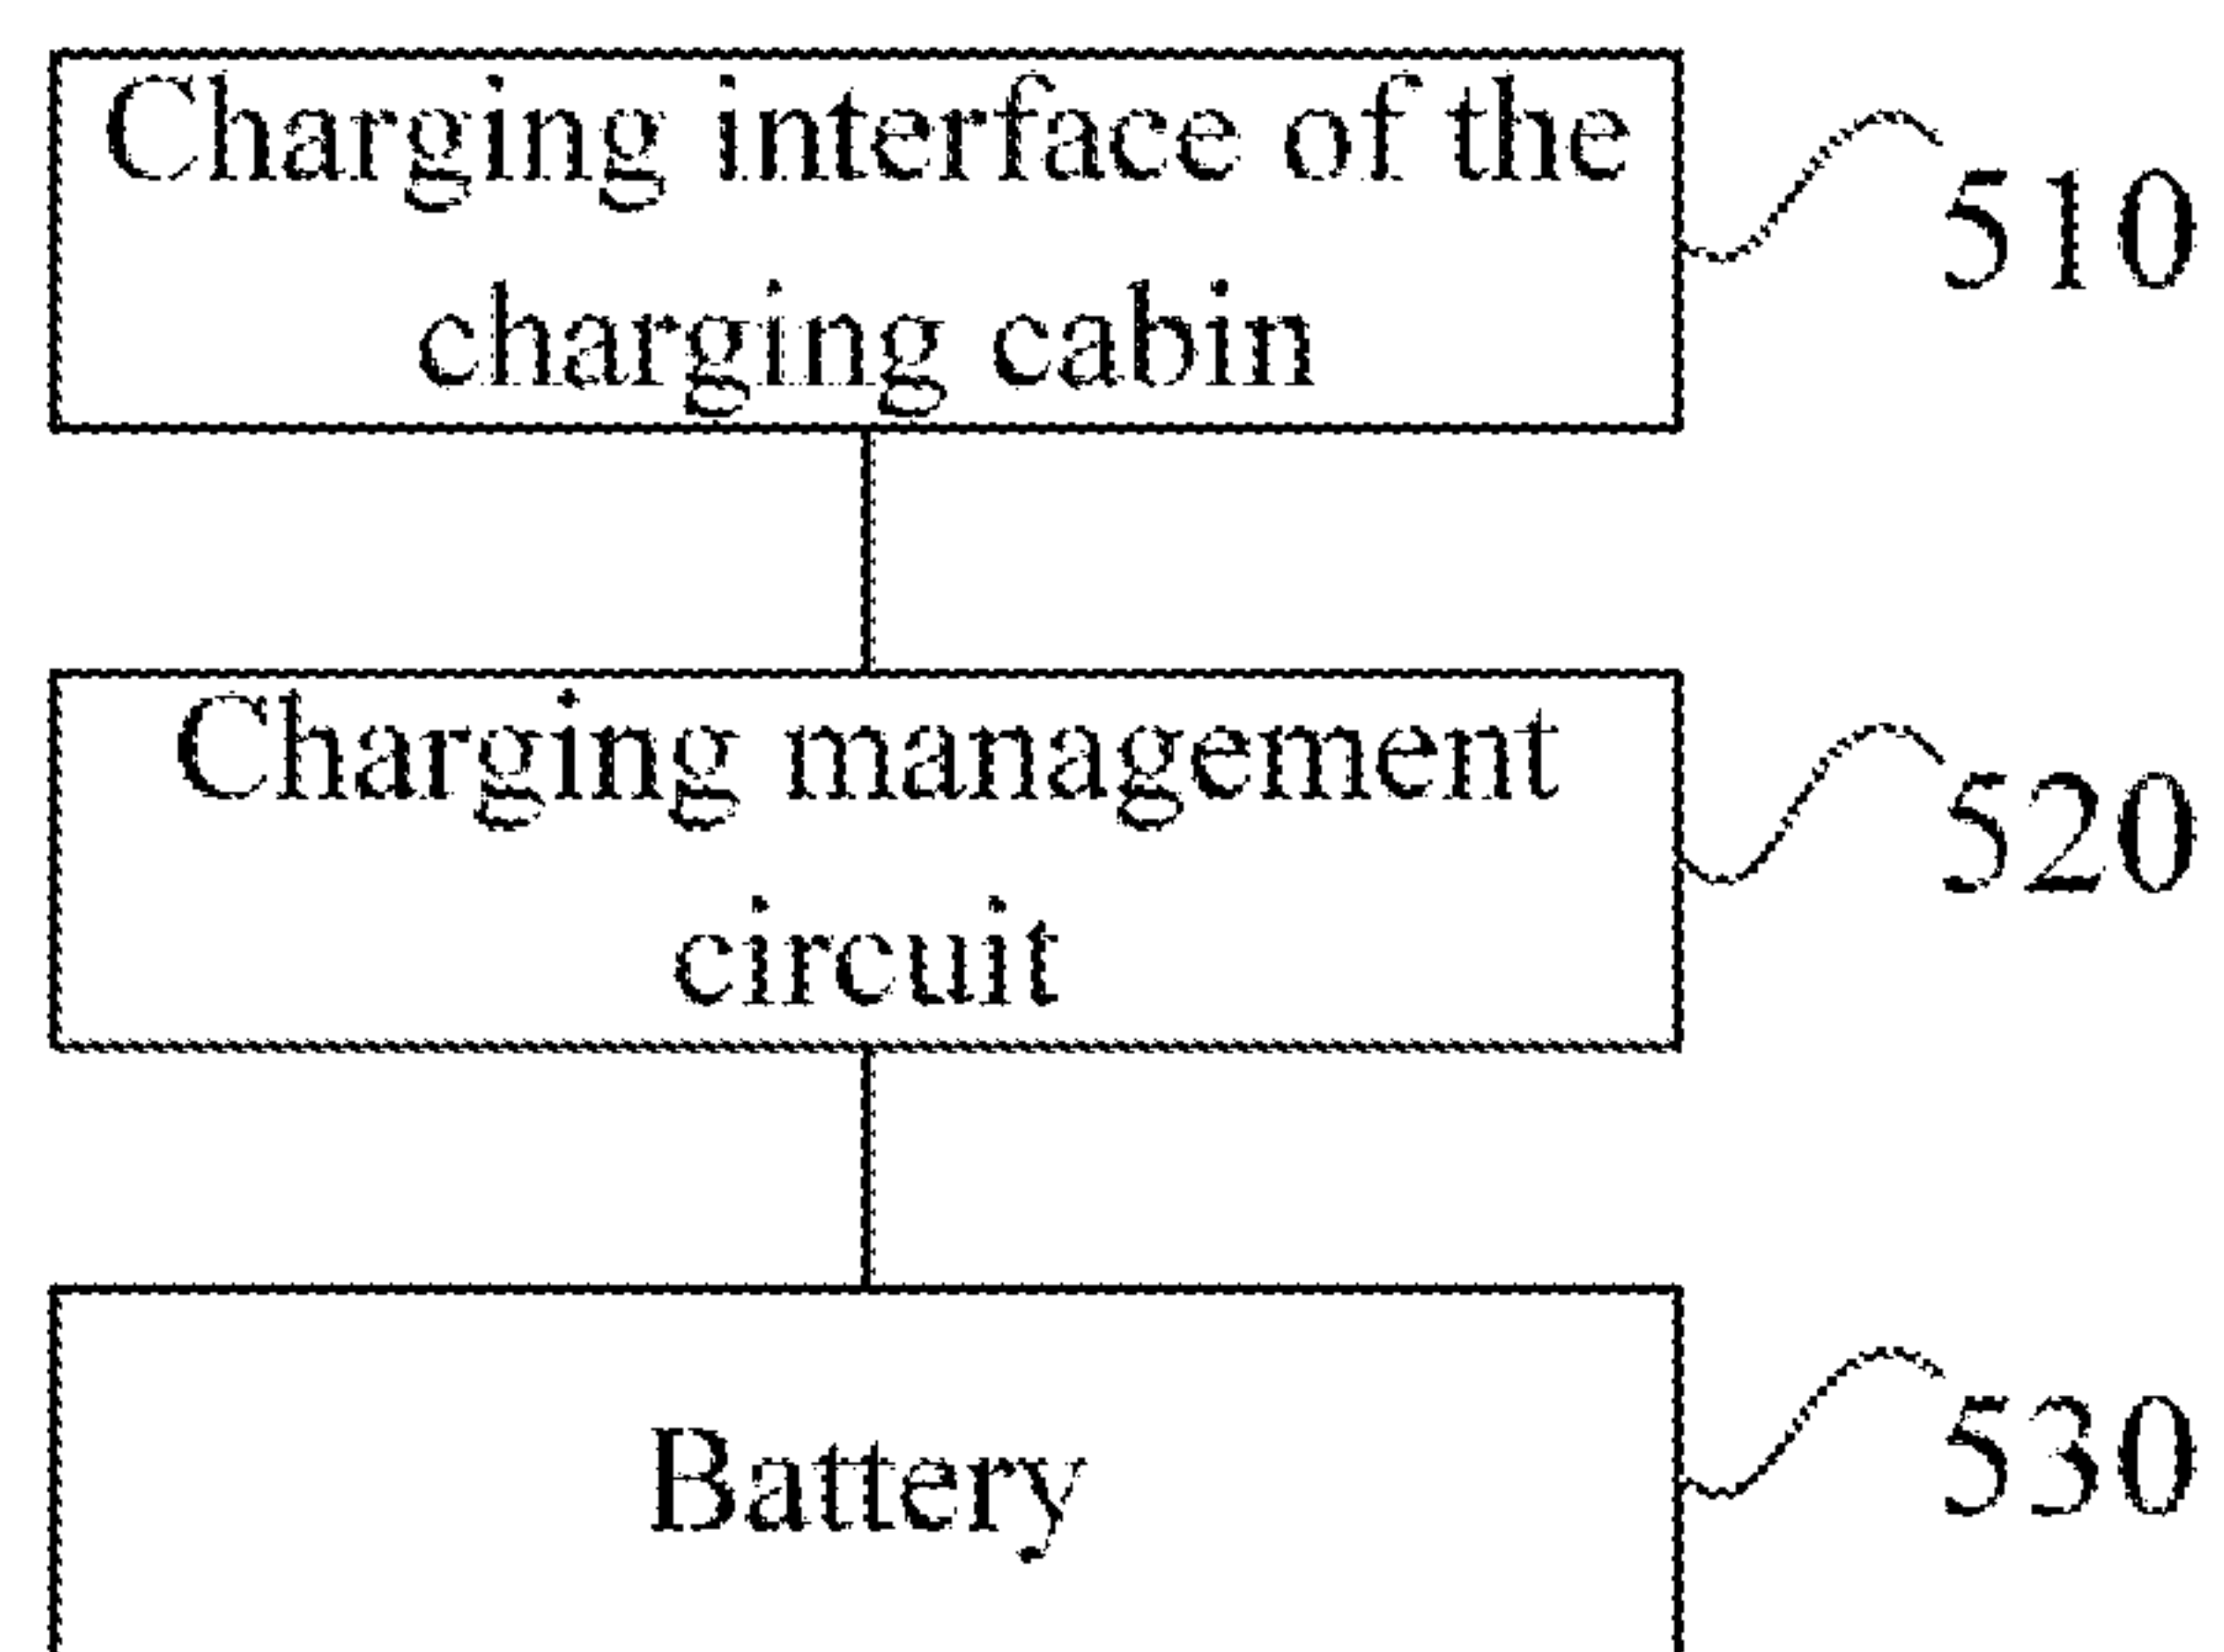 Charging interface of the
charging cabin
510
Charging management
circuit
520
Battery
530